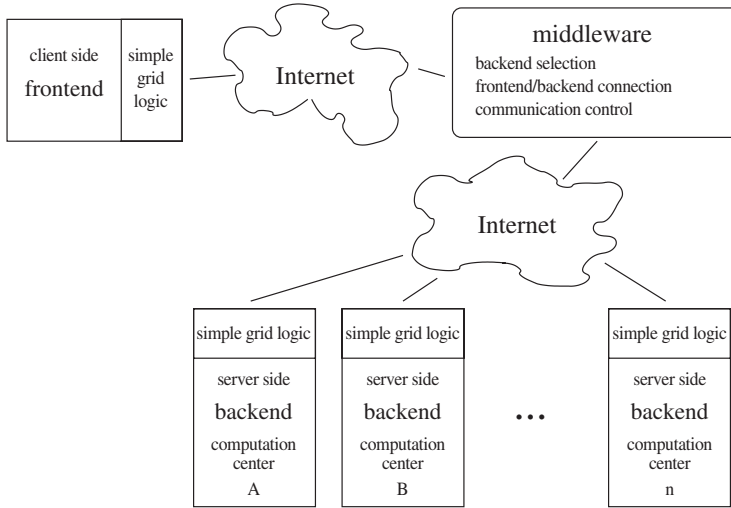 client side
frontend
simple
grid
logic
Internet
middleware
backend selection
frontend/backend connection
communication control
Internet
simple grid logic
server side
backend
computation
center
A
simple grid logic
server side
backend
computation
center
B
...
simple grid logic
server side
backend
computation
center
n